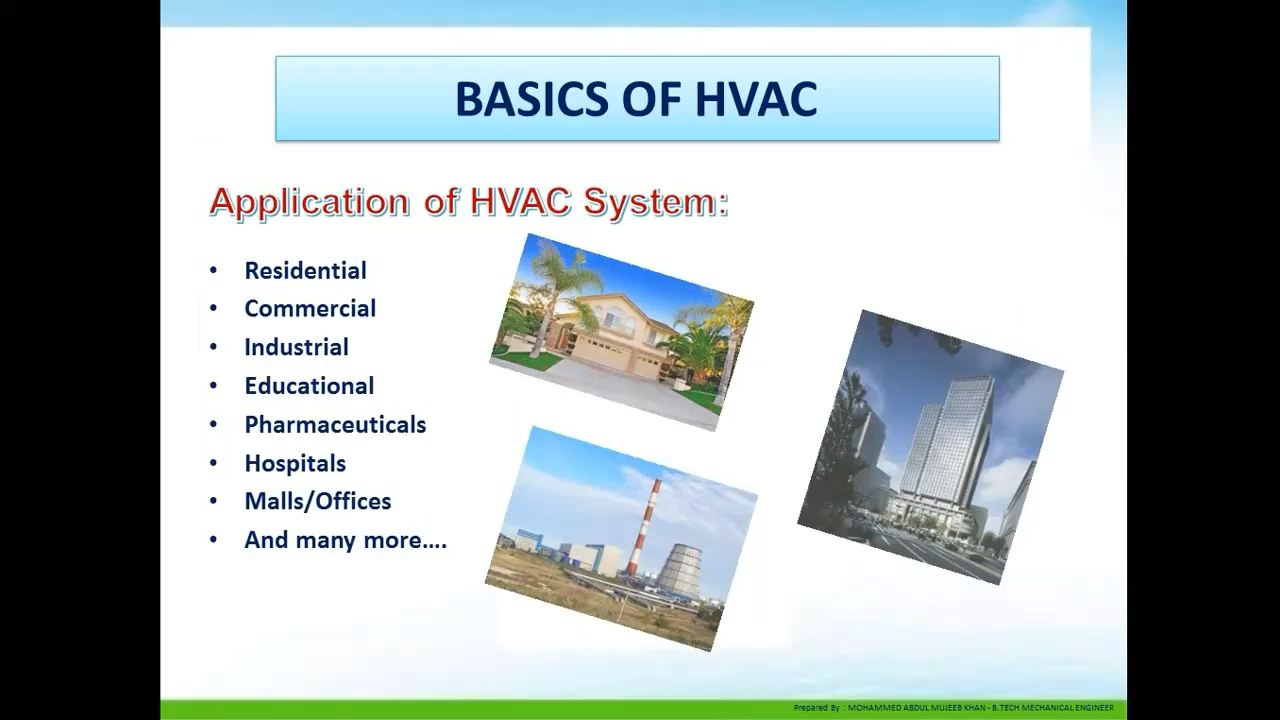 BASICS OF HVAC
Application of HVAC System:
• Residential
• Commercial
• Industrial
• Educational
• Pharmaceuticals
• Hospitals
• Malls/Offices
• And many more....
Prepared By : MOHAMMED ABDUL MUJEEB KHAN - B.TECH MECHANICAL ENGINEER